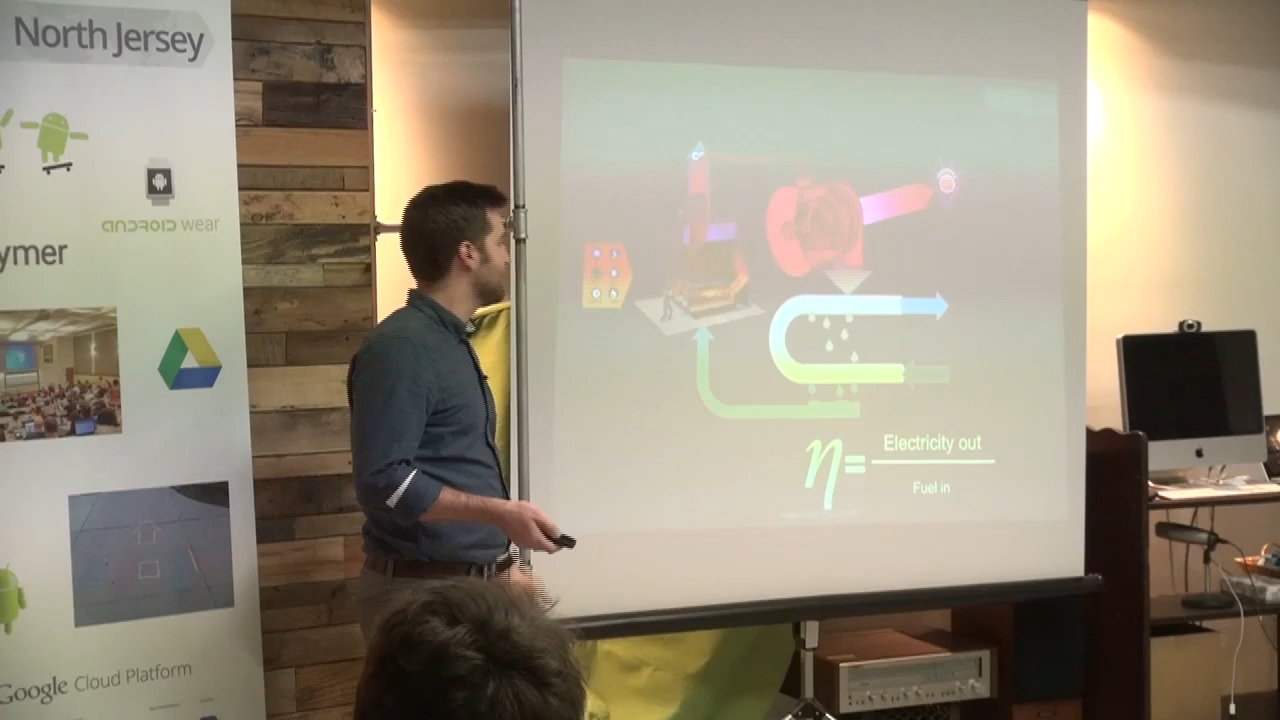 North Jersey
ANDROID wear
ymer
Google Cloud Platform
η=
Electricity out
Fuel in